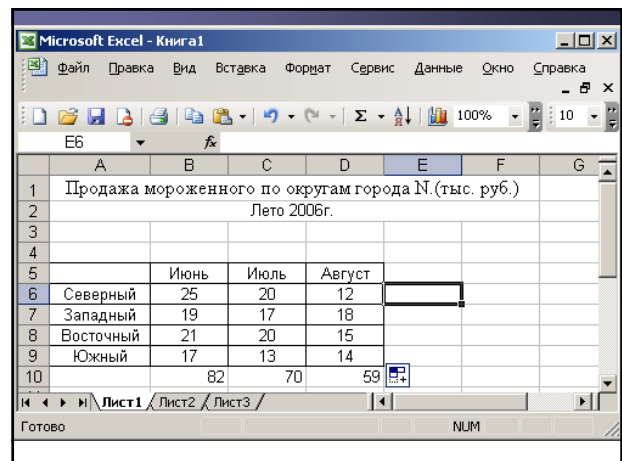 Microsoft Excel - Книга1
Файл Правка Вид Вставка Формат Сервис Данные Окно Справка
100% 10
E6 fx
A B C D E F G
1 Продажа мороженного по округам города N.(тыс. руб.)
2 Лето 2006г.
3
4
5 Июнь Июль Август
6 Северный 25 20 12
7 Западный 19 17 18
8 Восточный 21 20 15
9 Южный 17 13 14
10 82 70 59
Лист1 Лист2 Лист3
Готово NUM